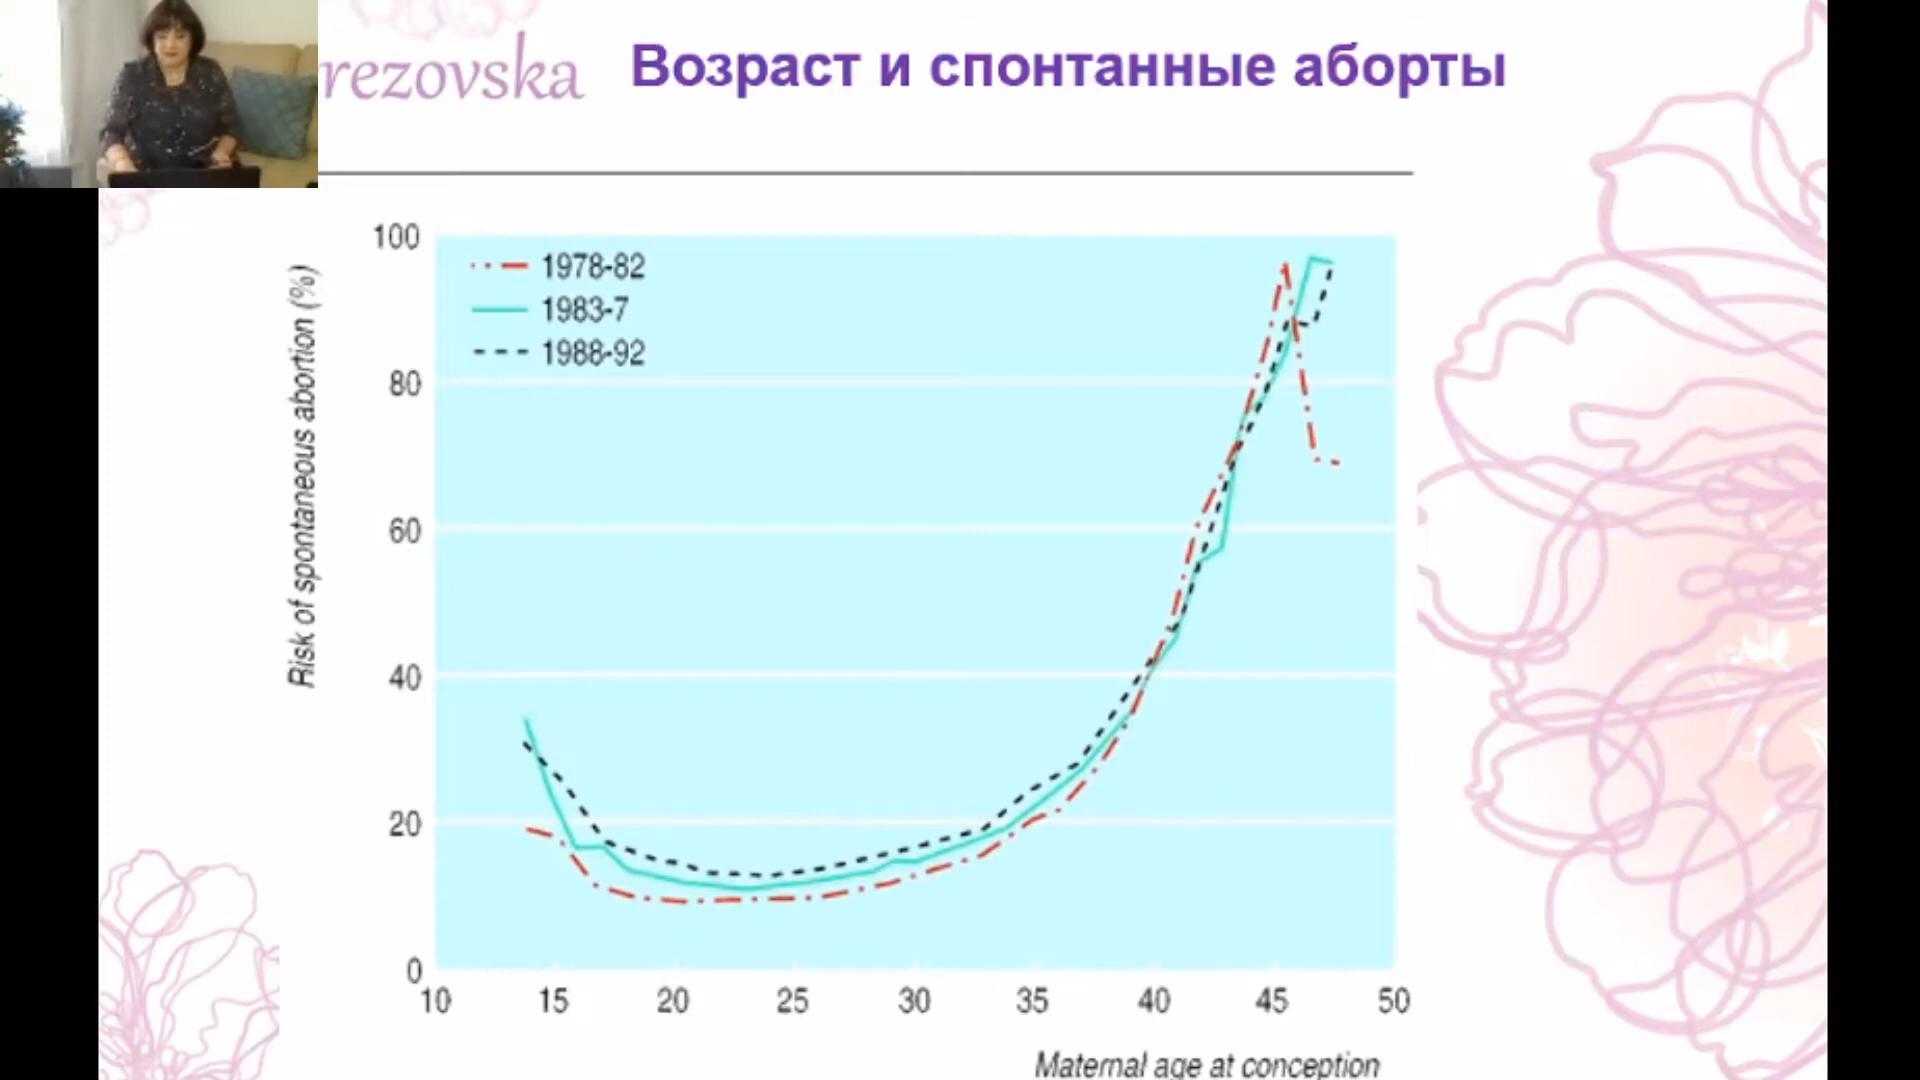 rezovska
Возраст и спонтанные аборты
Risk of spontaneous abortion (%)
100
80
60
40
20
0
1978-82
1983-7
1988-92
10 15 20 25 30 35 40 45 50
Maternal age at conception